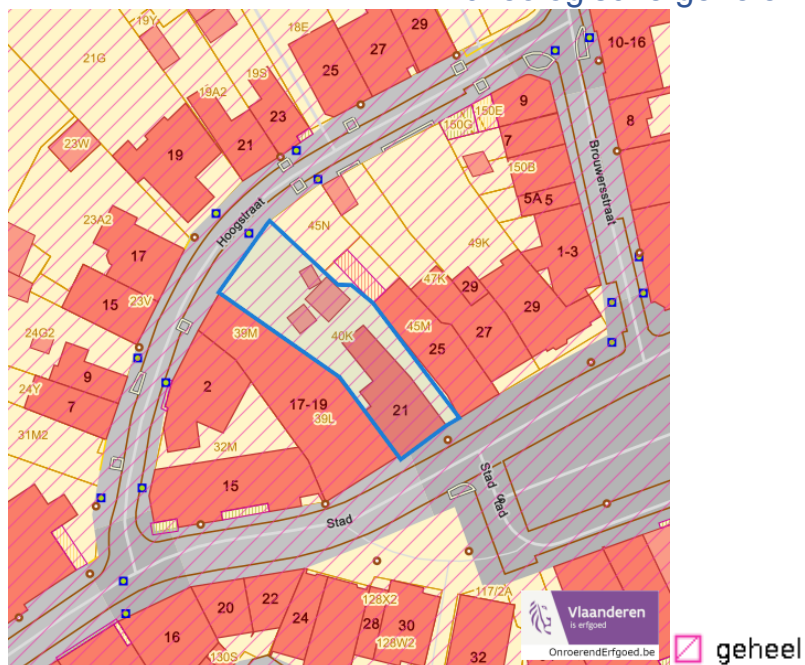 19Y
18E
29
27
25
10-16
21G
19S
19A2
23
21
19
150E
150G
9
8
7
23W
150B
Brouwersstraat
5A 5
Hoogstraat
45N
23A2
17
49K
1-3
15
23V
47K
29
29
24G2
38M
40K
45M
27
25
9
2
24Y
7
17-19
21
39L
31M2
32M
15
Stad
Stad
Stad
117/2A
22
128X2
20
24
28
30
16
128W2
32
130S
Vlaanderen
is erfgoed
OnroerendErfgoed.be
geheel